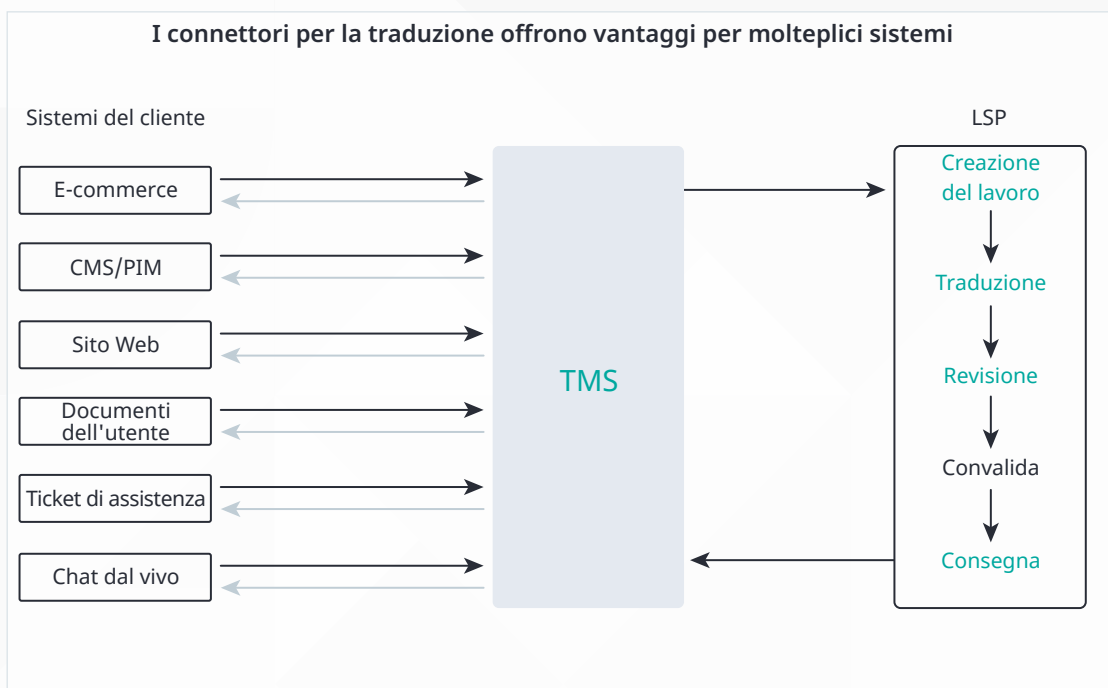 I connettori per la traduzione offrono vantaggi per molteplici sistemi
Sistemi del cliente
E-commerce
CMS/PIM
Sito Web
Documenti
dell'utente
Ticket di assistenza
Chat dal vivo
TMS
LSP
Creazione
del lavoro
Traduzione
Revisione
Convalida
Consegna